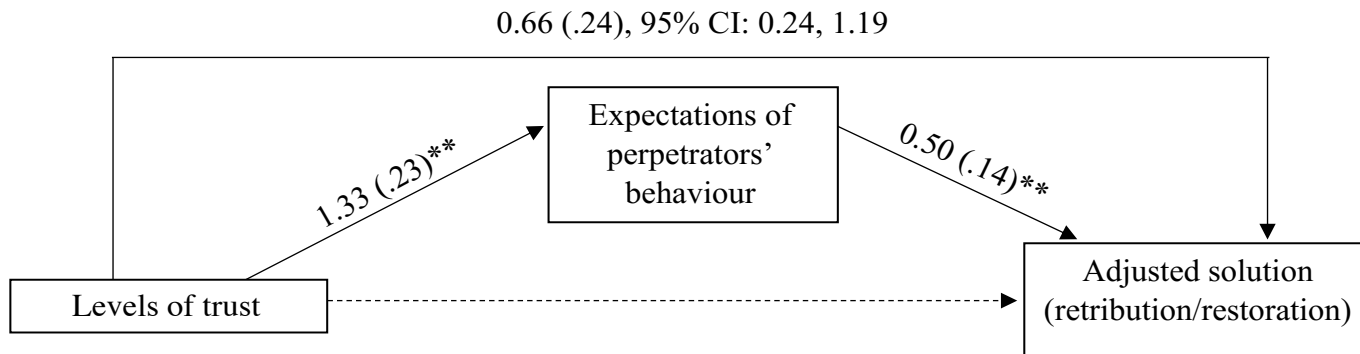 0.66 (.24), 95% CI: 0.24, 1.19
Expectations of
perpetrators’
behaviour
1.33 (.23)**
0.50 (.14)**
Levels of trust
Adjusted solution
(retribution/restoration)